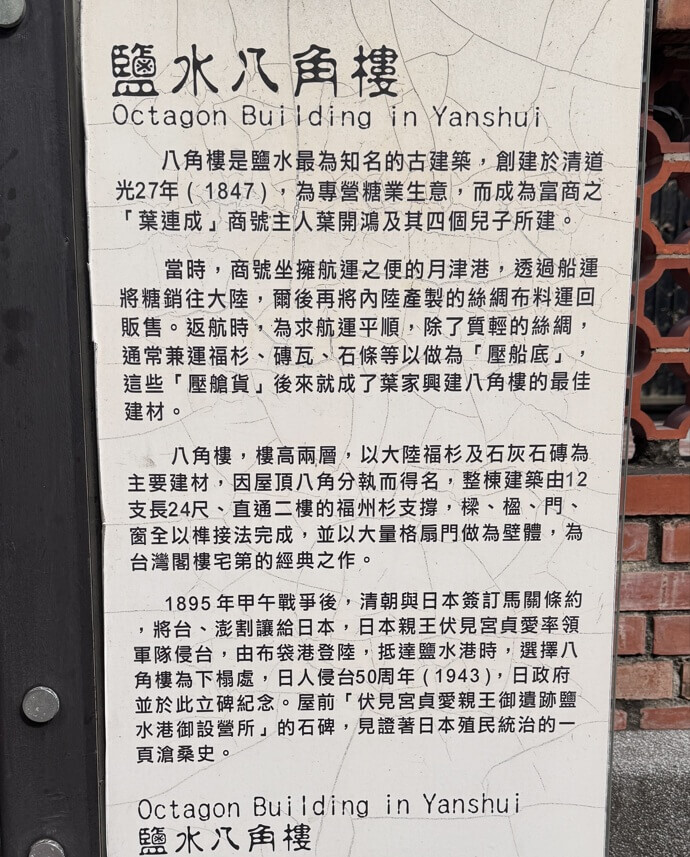 鹽水八角樓
Octagon Building in Yanshui
八角樓是鹽水最為知名的古建築，創建於清道
光27年（1847），為專營糖業生意，而成為富商之
「葉連成」商號主人葉開鴻及其四個兒子所建。
當時，商號坐擁航運之便的月津港，透過船運
將糖銷往大陸，爾後再將內陸產製的絲綢布料運回
販售。返航時，為求航運平順，除了質輕的絲綢，
通常兼運福杉、磚瓦、石條等以做為「壓船底」，
這些「壓艙貨」後來就成了葉家興建八角樓的最佳
建材。
八角樓，樓高兩層，以大陸福杉及石灰石磚為
主要建材，因屋頂八角分執而得名，整棟建築由12
支長24尺、直通二樓的福州杉支撐，樑、楹、門、
窗全以榫接法完成，並以大量格扇門做為壁體，為
台灣閣樓宅第的經典之作。
1895年甲午戰爭後，清朝與日本簽訂馬關條約
，將台、澎割讓給日本，日本親王伏見宮貞愛率領
軍隊侵台，由布袋港登陸，抵達鹽水港時，選擇八
角樓為下榻處，日人侵台50周年（1943），日政府
並於此立碑紀念。屋前「伏見宮貞愛親王御遺跡鹽
水港御設營所」的石碑，見證著日本殖民統治的一
頁滄桑史。
Octagon Building in Yanshui
鹽水八角樓